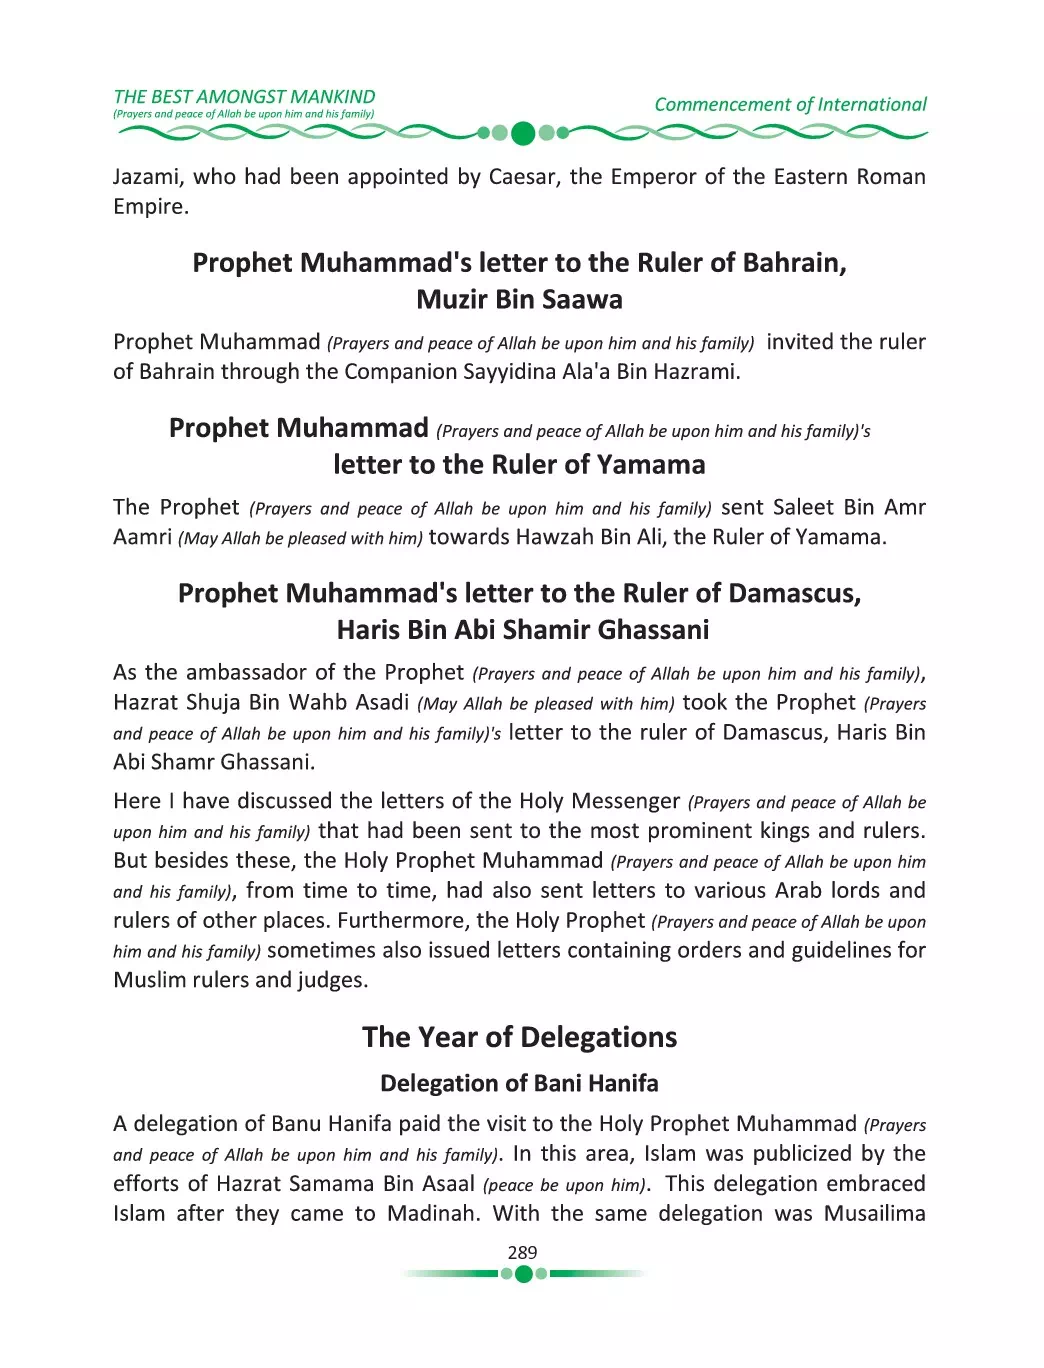 THE BEST AMONGST MANKIND
(Prayers and peace of Allah be upon him and his family)
Commencement of International
Jazami, who had been appointed by Caesar, the Emperor of the Eastern Roman
Empire.
Prophet Muhammad's letter to the Ruler of Bahrain,
Muzir Bin Saawa
Prophet Muhammad (Prayers and peace of Allah be upon him and his family) invited the ruler
of Bahrain through the Companion Sayyidina Ala'a Bin Hazrami.
Prophet Muhammad (Prayers and peace of Allah be upon him and his family)'s
letter to the Ruler of Yamama
The Prophet (Prayers and peace of Allah be upon him and his family) sent Saleet Bin Amr
Aamri (May Allah be pleased with him) towards Hawzah Bin Ali, the Ruler of Yamama.
Prophet Muhammad's letter to the Ruler of Damascus,
Haris Bin Abi Shamir Ghassani
As the ambassador of the Prophet (Prayers and peace of Allah be upon him and his family),
Hazrat Shuja Bin Wahb Asadi (May Allah be pleased with him) took the Prophet (Prayers
and peace of Allah be upon him and his family)'s letter to the ruler of Damascus, Haris Bin
Abi Shamr Ghassani.
Here I have discussed the letters of the Holy Messenger (Prayers and peace of Allah be
upon him and his family) that had been sent to the most prominent kings and rulers.
But besides these, the Holy Prophet Muhammad (Prayers and peace of Allah be upon him
and his family), from time to time, had also sent letters to various Arab lords and
rulers of other places. Furthermore, the Holy Prophet (Prayers and peace of Allah be upon
him and his family) sometimes also issued letters containing orders and guidelines for
Muslim rulers and judges.
The Year of Delegations
Delegation of Bani Hanifa
A delegation of Banu Hanifa paid the visit to the Holy Prophet Muhammad (Prayers
and peace of Allah be upon him and his family). In this area, Islam was publicized by the
efforts of Hazrat Samama Bin Asaal (peace be upon him). This delegation embraced
Islam after they came to Madinah. With the same delegation was Musailima
289